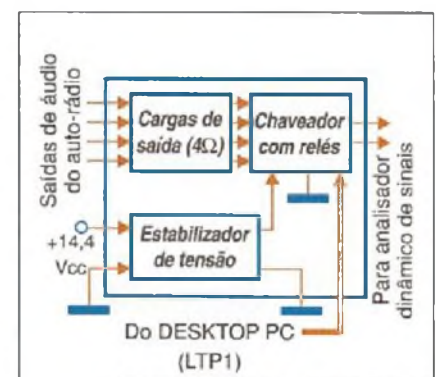 Saídas de áudio
do auto-rádio
Cargas de
saída (4Ω)
Chaveador
com relés
Para analisador
dinâmico de sinais
+14,4
Vcc
Estabilizador
de tensão
Do DESKTOP PC
(LTP1)